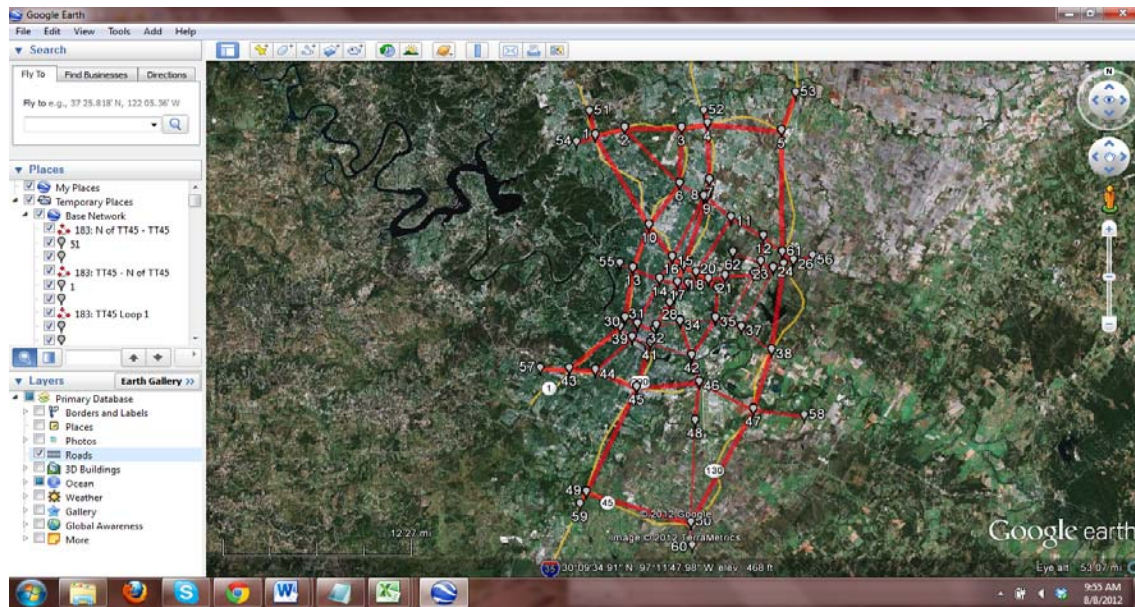 Google Earth
File Edit View Tools Add Help
Search
Fly To Find Businesses Directions
Fly to e.g., 37 25.818' N, 122 05.36' W
Places
My Places
Temporary Places
Base Network
183: N of TT45 - TT45
51
183: TT45 - N of TT45
1
183: TT45 Loop 1
Layers Earth Gallery >>
Primary Database
Borders and Labels
Places
Photos
Roads
3D Buildings
Ocean
Weather
Gallery
Global Awareness
More
N
51 52 53
54 1 2 3 4 5
6 7
8
9
11
10 12 61
55 15 62 56
13 16 20 23 24 26
14 18 21
17
28
30 31 34 35 37
39 32
41 42 38
57 43 44
1 46
45 47 58
48
130
49 45
59 50
60
12.27 mi
© 2012 Google
Image © 2012 TerraMetrics
Google earth
35 30°09'34.91" N 97°11'47.98" W elev 468 ft Eye alt 53.07 mi
W
S
9:55 AM
8/8/2012